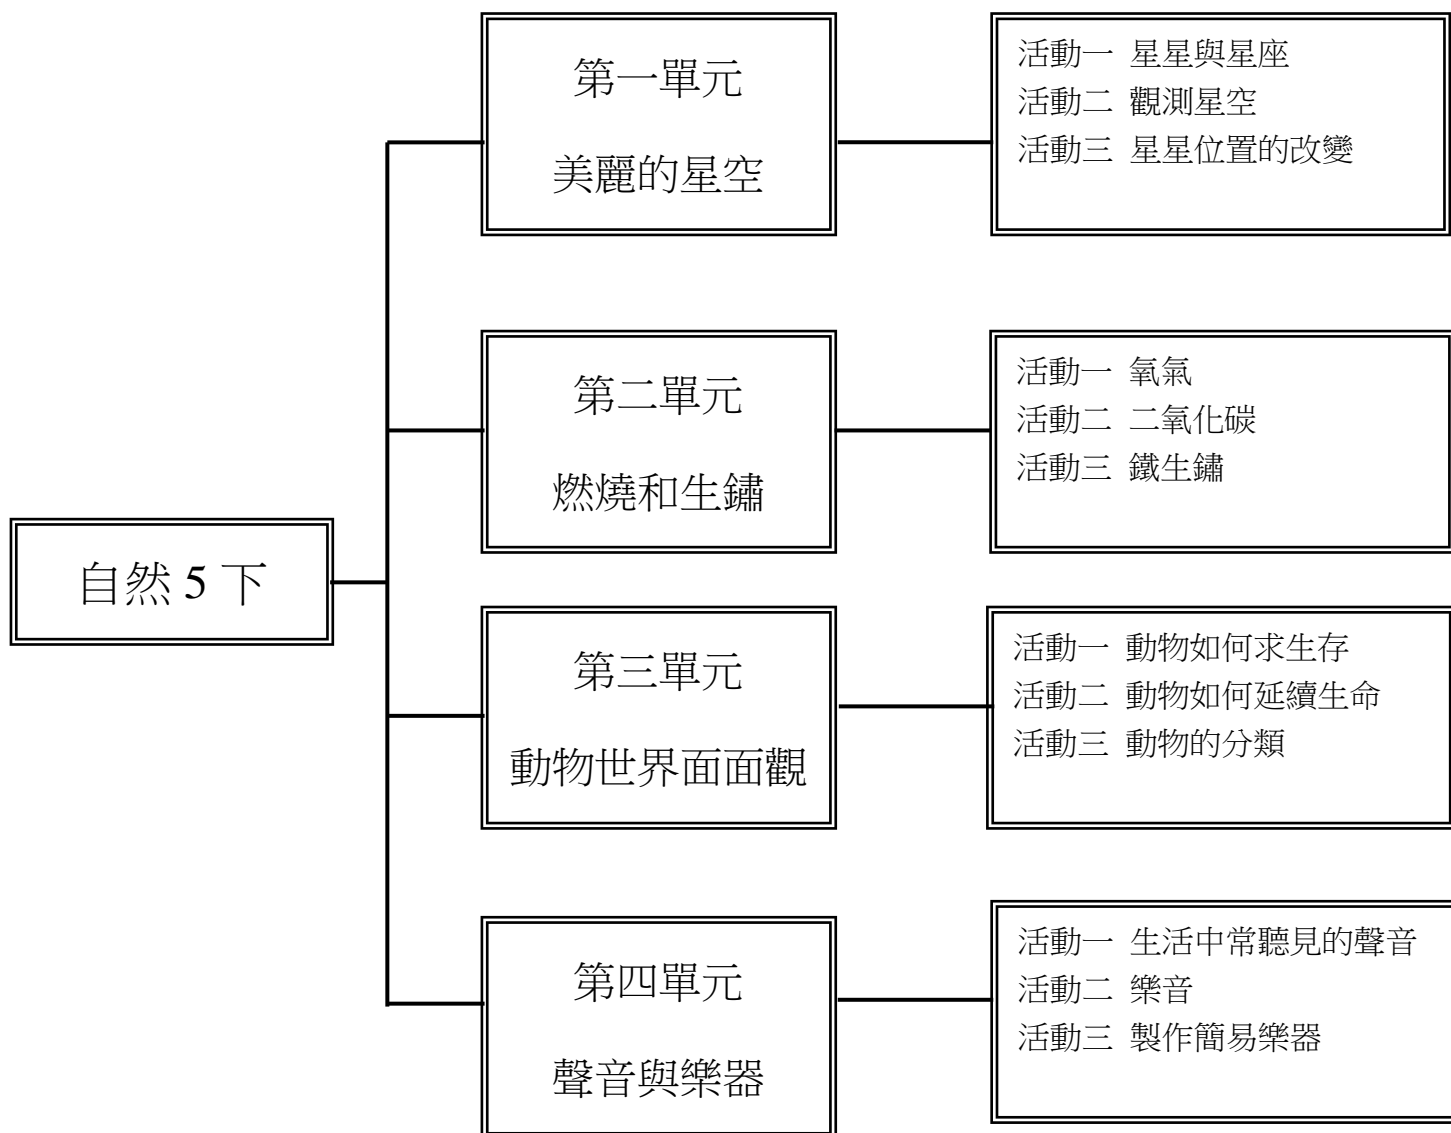 自然 5 下
第一單元
美麗的星空
活動一 星星與星座
活動二 觀測星空
活動三 星星位置的改變
第二單元
燃燒和生鏽
活動一 氧氣
活動二 二氧化碳
活動三 鐵生鏽
第三單元
動物世界面面觀
活動一 動物如何求生存
活動二 動物如何延續生命
活動三 動物的分類
第四單元
聲音與樂器
活動一 生活中常聽見的聲音
活動二 樂音
活動三 製作簡易樂器